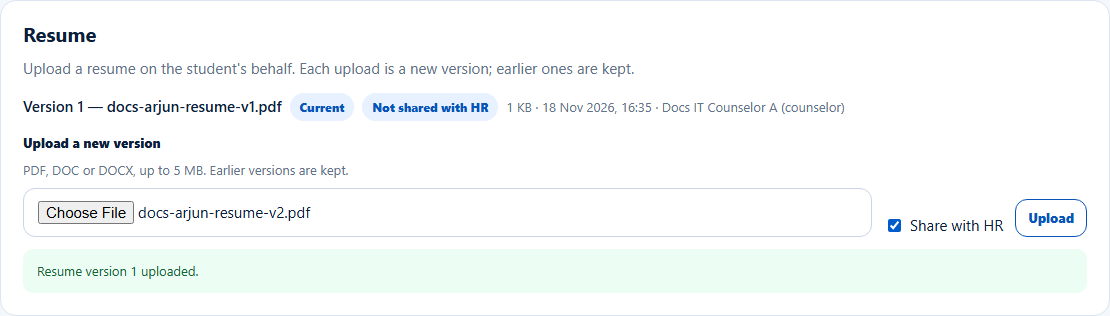 Resume
Upload a resume on the student's behalf. Each upload is a new version; earlier ones are kept.
Version 1 — docs-arjun-resume-v1.pdf Current Not shared with HR 1 KB · 18 Nov 2026, 16:35 · Docs IT Counselor A (counselor)
Upload a new version
PDF, DOC or DOCX, up to 5 MB. Earlier versions are kept.
Choose File docs-arjun-resume-v2.pdf Share with HR Upload
Resume version 1 uploaded.